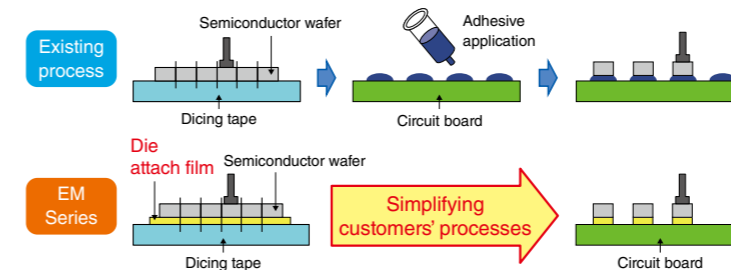 Existing
process
Semiconductor wafer
Dicing tape
Adhesive
application
Circuit board
EM
Series
Die
attach film
Semiconductor wafer
Dicing tape
Simplifying
customers' processes
Circuit board